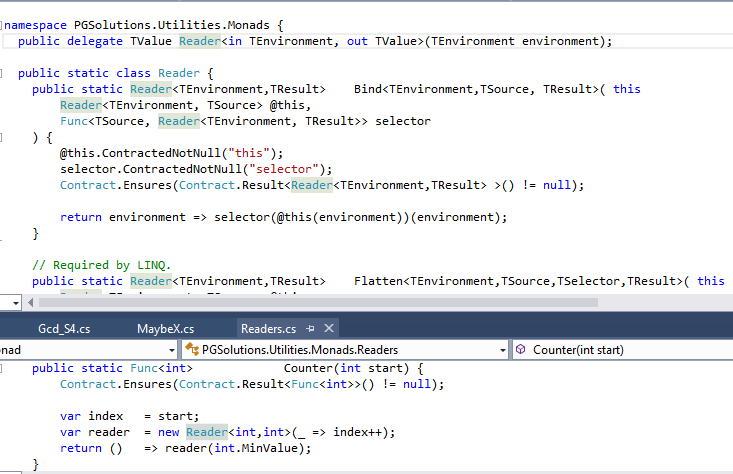 namespace PGSolutions.Utilities.Monads {
public delegate TValue Reader<in TEnvironment, out TValue>(TEnvironment environment);
public static class Reader {
public static Reader<TEnvironment,TResult>    Bind<TEnvironment,TSource, TResult>( this
Reader<TEnvironment, TSource> @this,
Func<TSource, Reader<TEnvironment, TResult>> selector
) {
@this.ContractedNotNull("this");
selector.ContractedNotNull("selector");
Contract.Ensures(Contract.Result<Reader<TEnvironment,TResult> >() != null);
return environment => selector(@this(environment))(environment);
}
// Required by LINQ.
public static Reader<TEnvironment,TResult>    Flatten<TEnvironment,TSource,TSelector,TResult>( this
Gcd_S4.cs    MaybeX.cs    Readers.cs
nad    PGSolutions.Utilities.Monads.Readers    Counter(int start)
public static Func<int>    Counter(int start) {
Contract.Ensures(Contract.Result<Func<int>>() != null);
var index   = start;
var reader  = new Reader<int,int>(_ => index++);
return ()   => reader(int.MinValue);
}